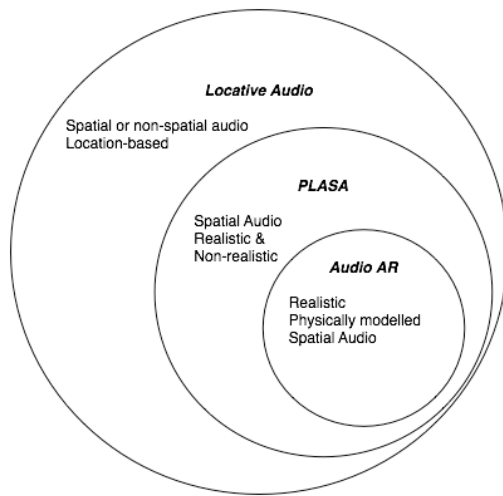 Locative Audio
Spatial or non-spatial audio
Location-based
PLASA
Spatial Audio
Realistic &
Non-realistic
Audio AR
Realistic
Physically modelled
Spatial Audio